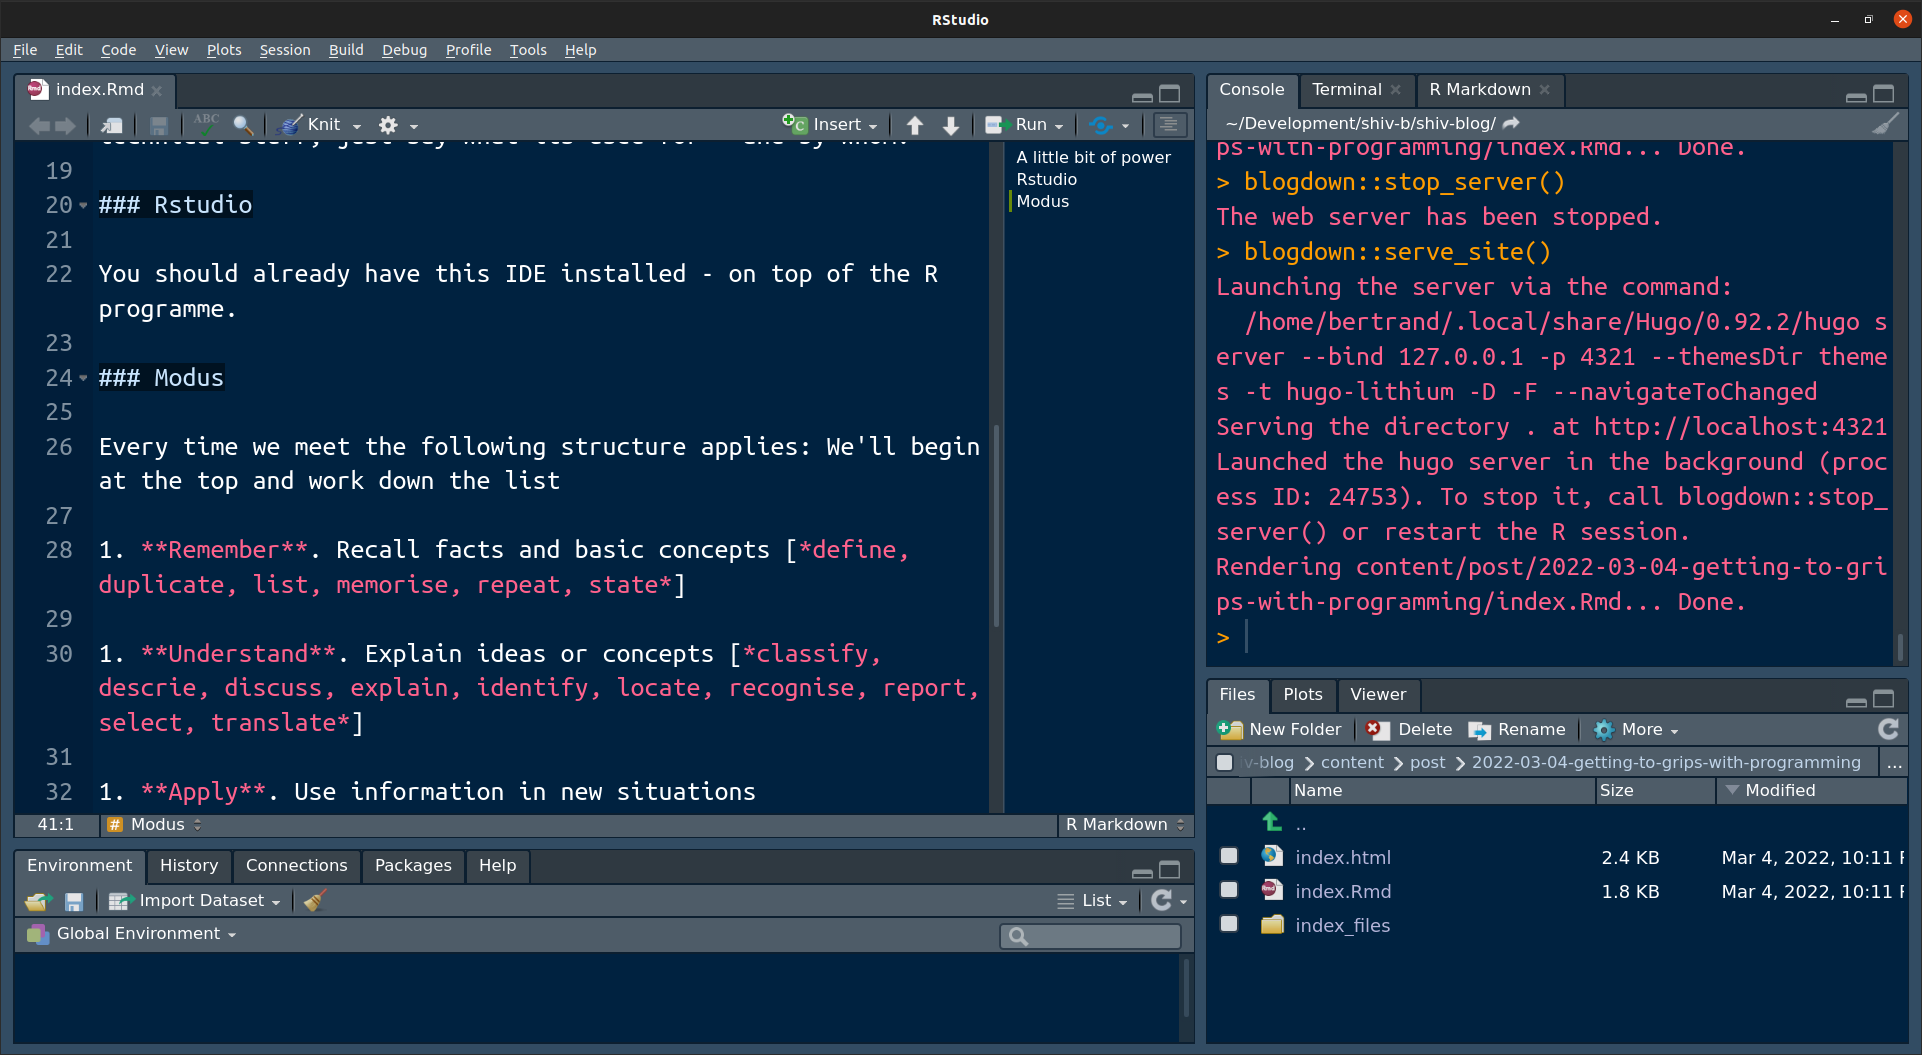 RStudio
File Edit Code View Plots Session Build Debug Profile Tools Help
index.Rmd
ABC Knit Insert Run
19
20 ### Rstudio
21
22 You should already have this IDE installed - on top of the R
programme.
23
24 ### Modus
25
26 Every time we meet the following structure applies: We'll begin
at the top and work down the list
27
28 1. **Remember**. Recall facts and basic concepts [*define,
duplicate, list, memorise, repeat, state*]
29
30 1. **Understand**. Explain ideas or concepts [*classify,
descrie, discuss, explain, identify, locate, recognise, report,
select, translate*]
31
32 1. **Apply**. Use information in new situations
A little bit of power
Rstudio
Modus
41:1 # Modus R Markdown
Environment History Connections Packages Help
Import Dataset List
Global Environment
Console Terminal R Markdown
~/Development/shiv-b/shiv-blog/
ps-with-programming/index.Rmd... Done.
> blogdown::stop_server()
The web server has been stopped.
> blogdown::serve_site()
Launching the server via the command:
/home/bertrand/.local/share/Hugo/0.92.2/hugo s
erver --bind 127.0.0.1 -p 4321 --themesDir theme
s -t hugo-lithium -D -F --navigateToChanged
Serving the directory . at http://localhost:4321
Launched the hugo server in the background (proc
ess ID: 24753). To stop it, call blogdown::stop_
server() or restart the R session.
Rendering content/post/2022-03-04-getting-to-gri
ps-with-programming/index.Rmd... Done.
>
Files Plots Viewer
New Folder Delete Rename More
v-blog content post 2022-03-04-getting-to-grips-with-programming ...
Name Size Modified
..
index.html 2.4 KB Mar 4, 2022, 10:11
index.Rmd 1.8 KB Mar 4, 2022, 10:11
index_files